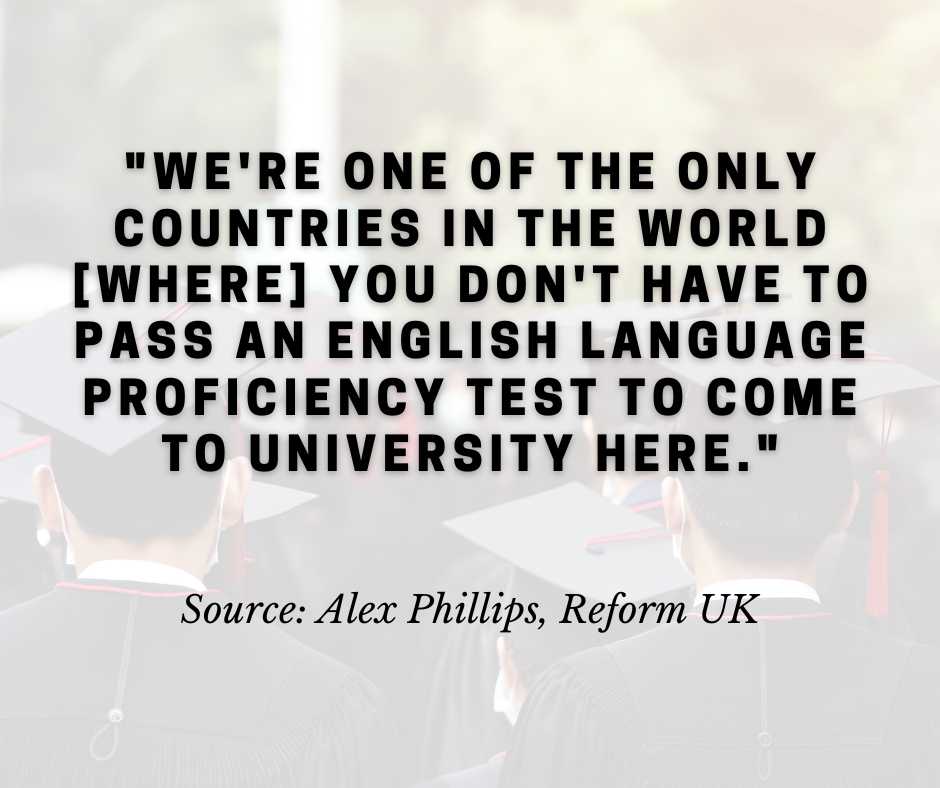 "WE'RE ONE OF THE ONLY
COUNTRIES IN THE WORLD
[WHERE] YOU DON'T HAVE TO
PASS AN ENGLISH LANGUAGE
PROFICIENCY TEST TO COME
TO UNIVERSITY HERE."
Source: Alex Phillips, Reform UK